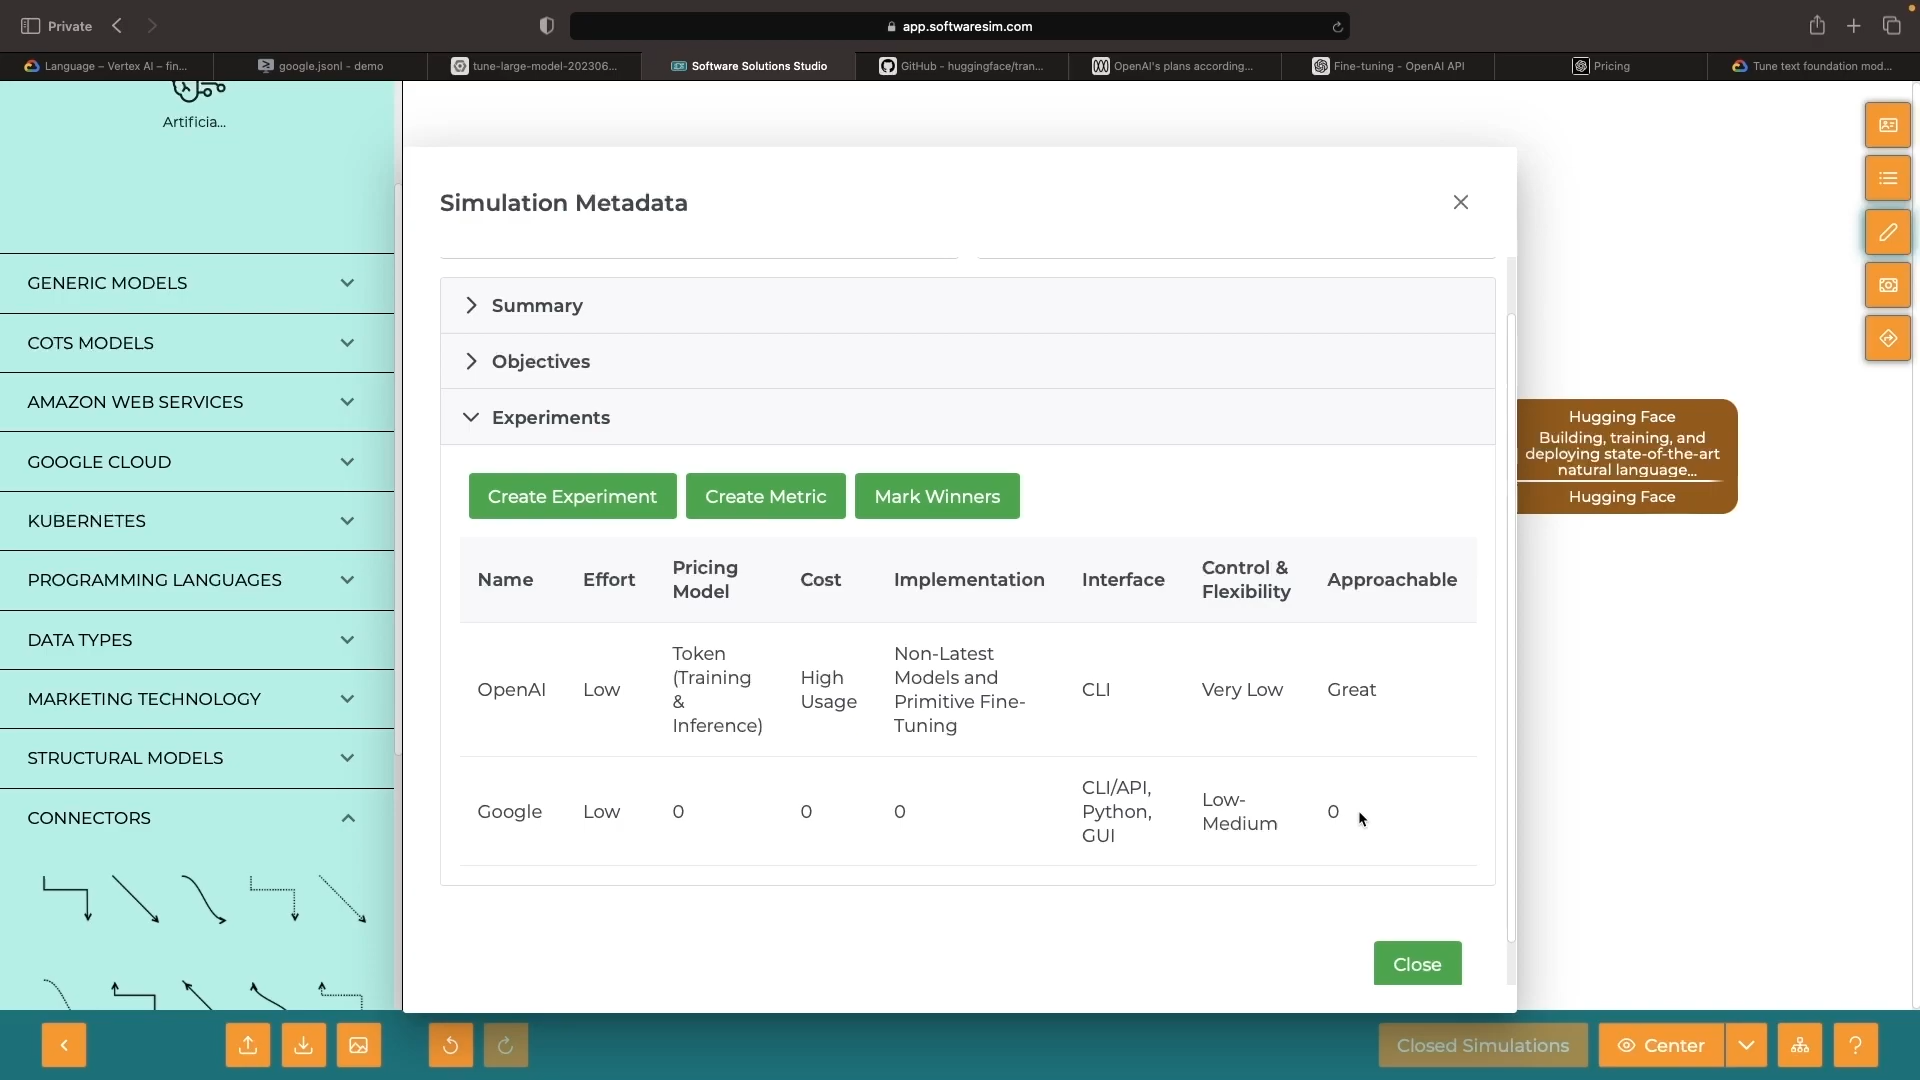 Private
app.softwaresim.com
Language – Vertex AI – fin...
google.jsonl - demo
tune-large-model-202306...
Software Solutions Studio
GitHub - huggingface/tran...
OpenAI's plans according...
Fine-tuning - OpenAI API
Pricing
Tune text foundation mod...
Artificia...
GENERIC MODELS
COTS MODELS
AMAZON WEB SERVICES
GOOGLE CLOUD
KUBERNETES
PROGRAMMING LANGUAGES
DATA TYPES
MARKETING TECHNOLOGY
STRUCTURAL MODELS
CONNECTORS
Simulation Metadata
Summary
Objectives
Experiments
Create Experiment
Create Metric
Mark Winners
Name
Effort
Pricing
Model
Cost
Implementation
Interface
Control &
Flexibility
Approachable
OpenAI
Low
Token
(Training
&
Inference)
High
Usage
Non-Latest
Models and
Primitive Fine-
Tuning
CLI
Very Low
Great
Google
Low
0
0
0
CLI/API,
Python,
GUI
Low-
Medium
0
Close
Hugging Face
Building, training, and
deploying state-of-the-art
natural language...
Hugging Face
Closed Simulations
Center
?